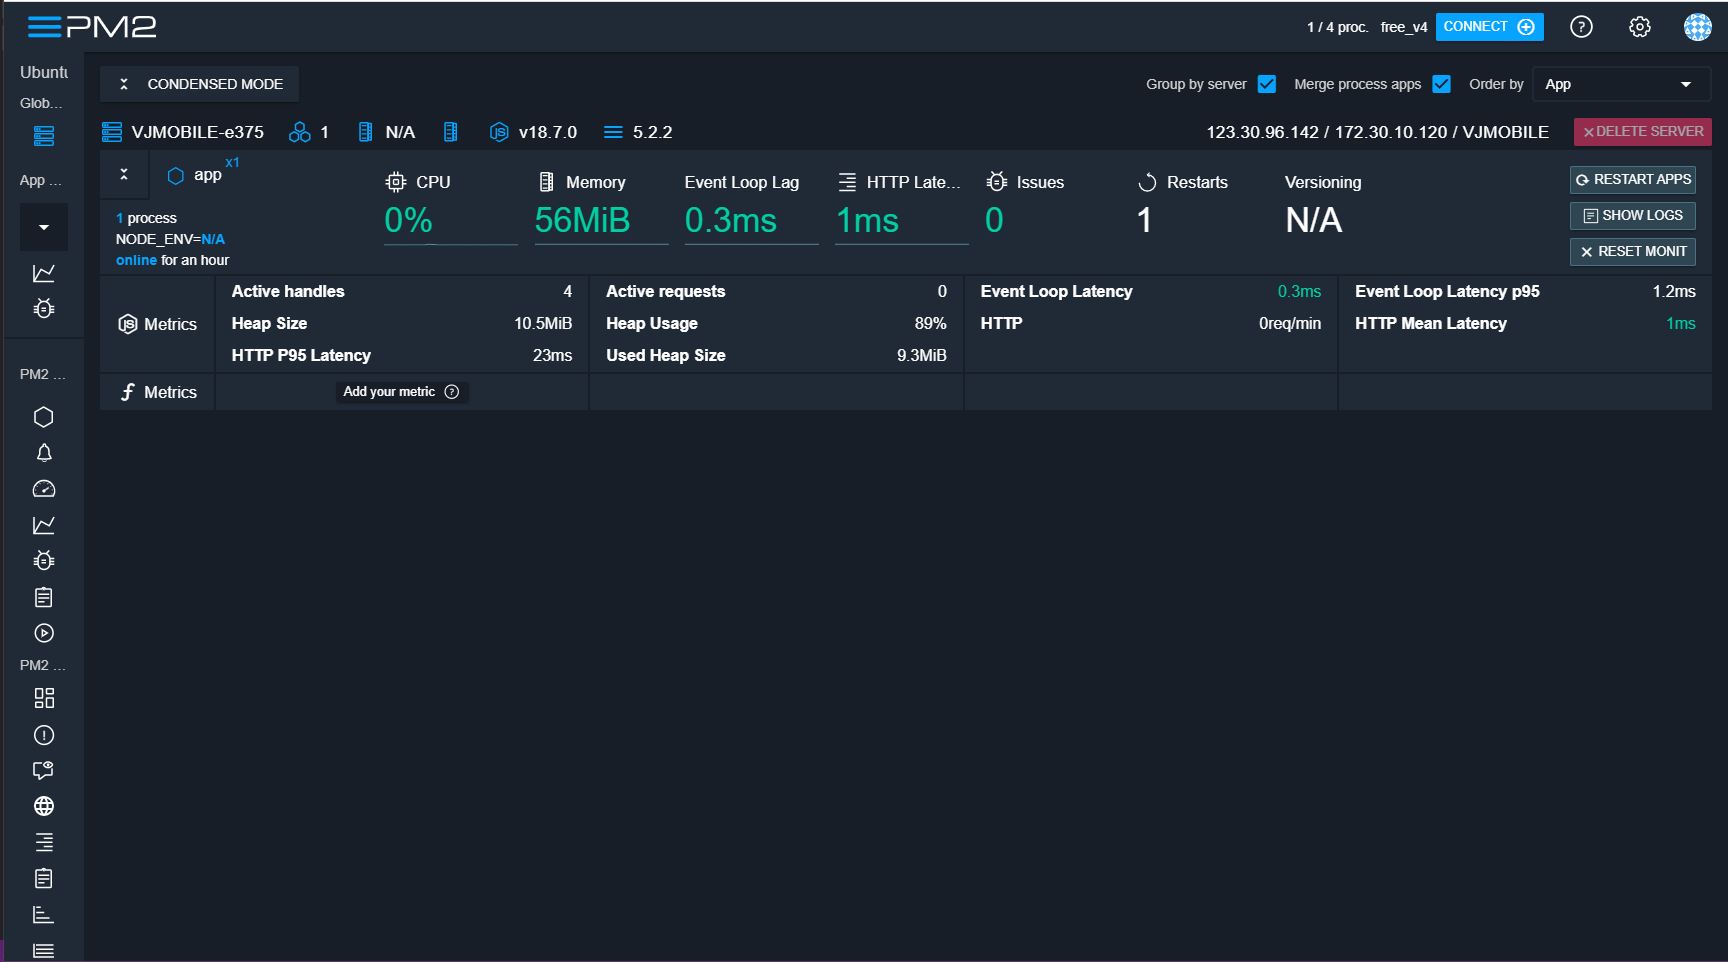 PM2
1 / 4 proc. free_v4 CONNECT
Ubuntu
Glob...
App ...
PM2 ...
PM2 ...
CONDENSED MODE
Group by server Merge process apps Order by App
VJMOBILE-e375 1 N/A v18.7.0 5.2.2
123.30.96.142 / 172.30.10.120 / VJMOBILE DELETE SERVER
app x1
1 process
NODE_ENV=N/A
online for an hour
CPU Memory Event Loop Lag HTTP Late... Issues Restarts Versioning
0% 56MiB 0.3ms 1ms 0 1 N/A
RESTART APPS
SHOW LOGS
RESET MONIT
Metrics
Active handles 4 Active requests 0 Event Loop Latency 0.3ms Event Loop Latency p95 1.2ms
Heap Size 10.5MiB Heap Usage 89% HTTP 0req/min HTTP Mean Latency 1ms
HTTP P95 Latency 23ms Used Heap Size 9.3MiB
Metrics Add your metric